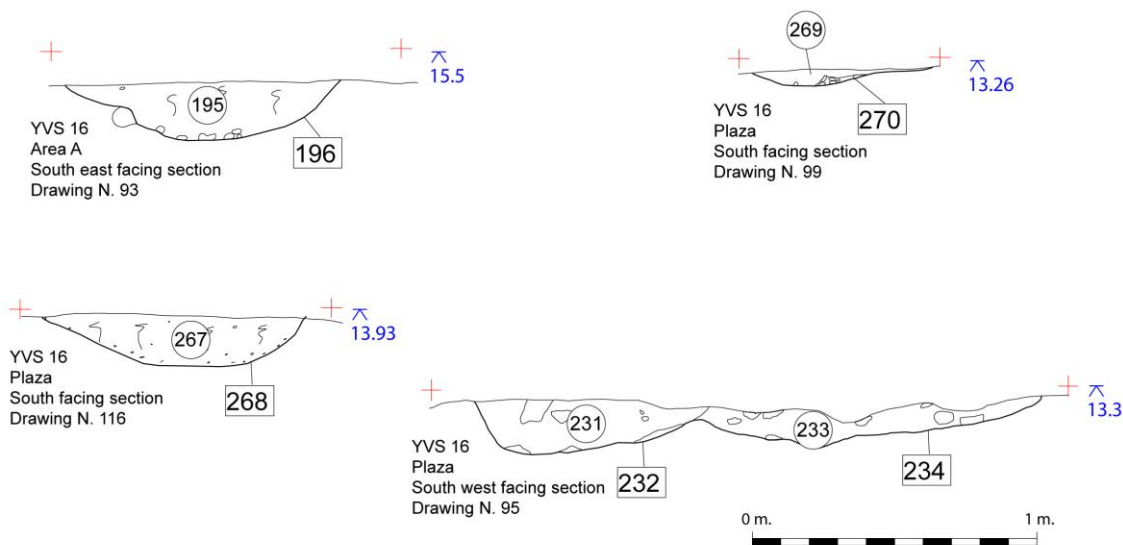 15.5
195
196
YVS 16
Area A
South east facing section
Drawing N. 93
269
13.26
270
YVS 16
Plaza
South facing section
Drawing N. 99
13.93
267
268
YVS 16
Plaza
South facing section
Drawing N. 116
13.3
231
233
232
234
YVS 16
Plaza
South west facing section
Drawing N. 95
0 m.
1 m.